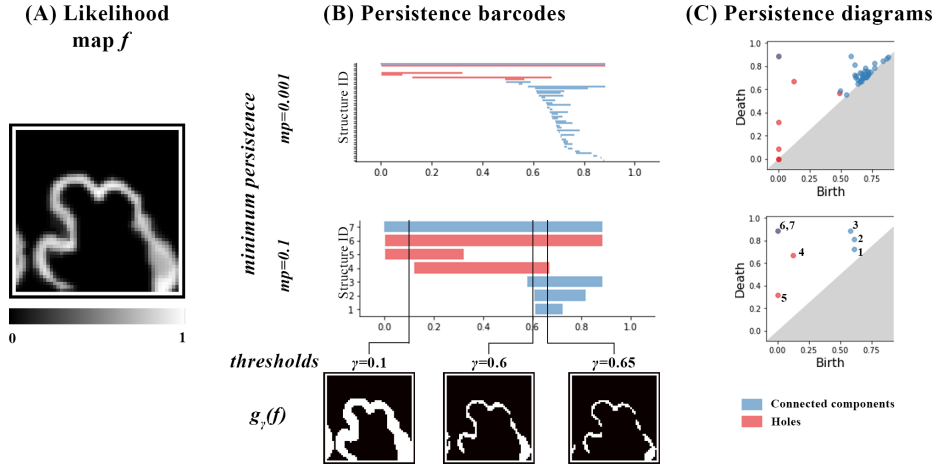 (A) Likelihood
map f
0
1
(B) Persistence barcodes
minimum persistence
mp=0.001
Structure ID
0.0 0.2 0.4 0.6 0.8 1.0
mp=0.1
Structure ID
7
6
5
4
3
2
1
0.0 0.2 0.4 0.6 0.8 1.0
thresholds
γ=0.1 γ=0.6 γ=0.65
gγ(f)
(C) Persistence diagrams
Death
1.0
0.8
0.6
0.4
0.2
0.0
0.00 0.25 0.50 0.75
Birth
Death
1.0
0.8
0.6
0.4
0.2
0.0
6,7
3
2
1
4
5
0.00 0.25 0.50 0.75
Birth
Connected components
Holes